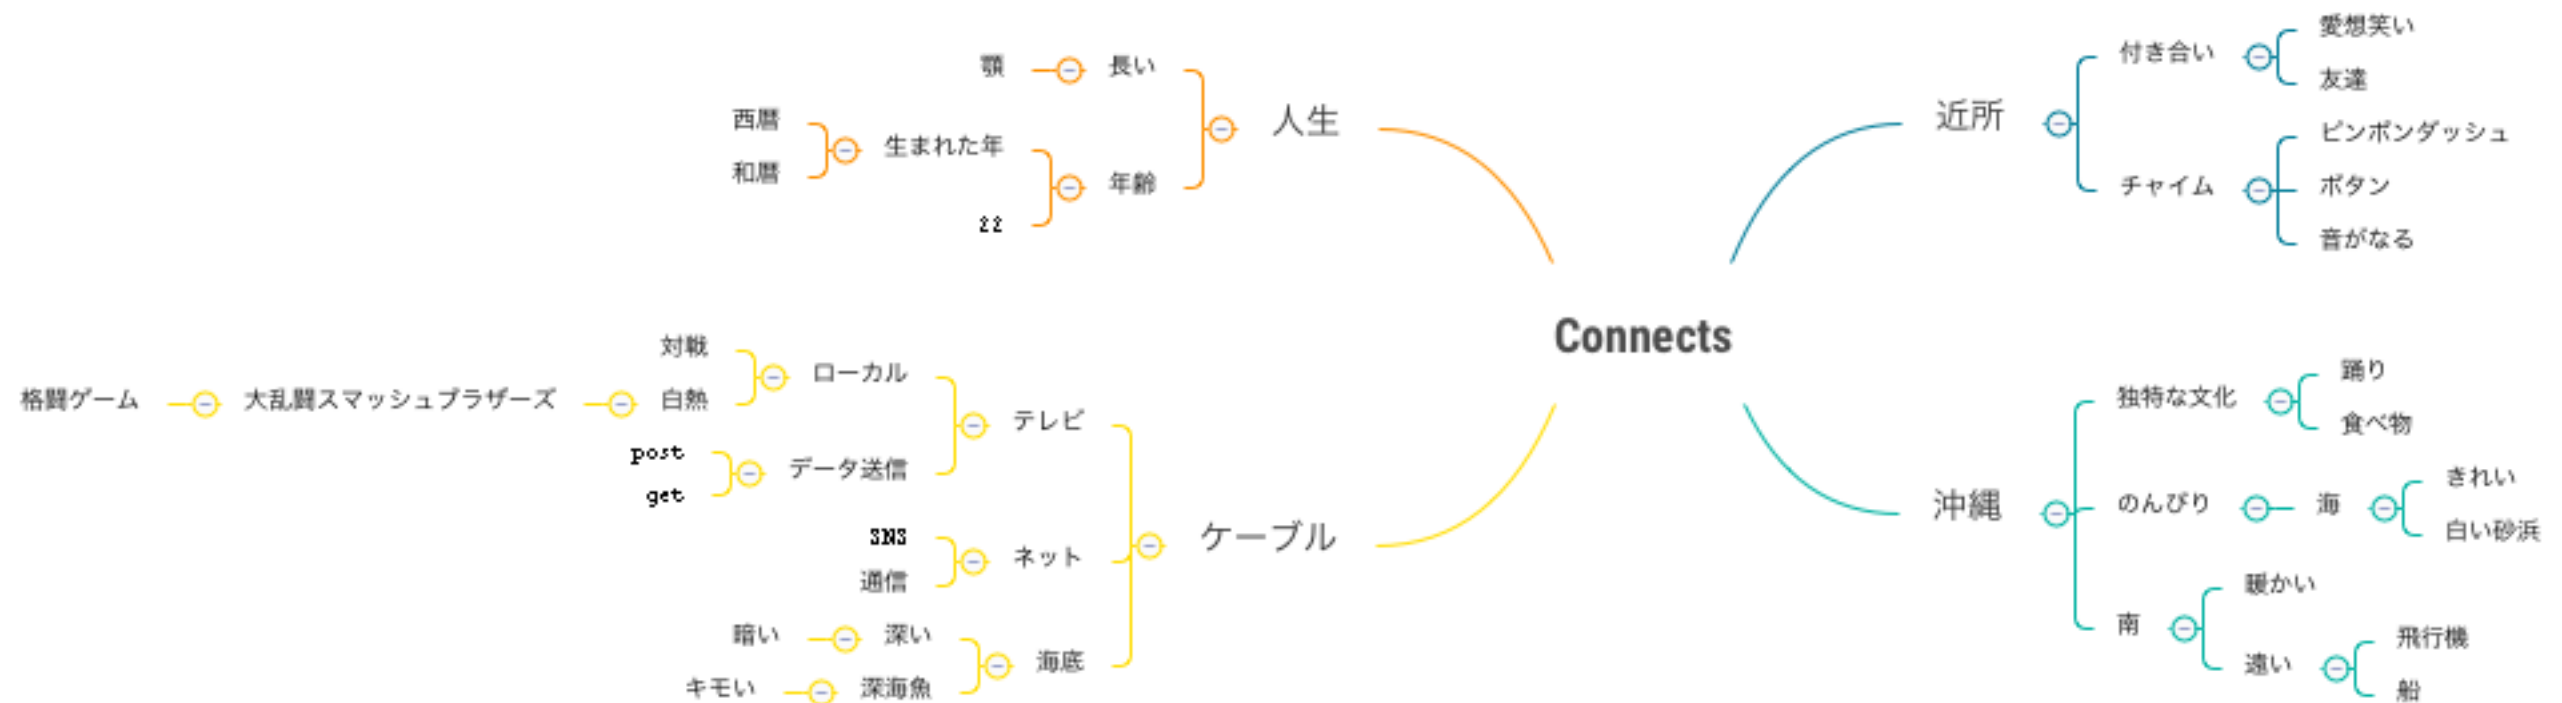 Connects
人生
長い
顎
年齢
生まれた年
西暦
和暦
22
近所
付き合い
愛想笑い
友達
チャイム
ピンポンダッシュ
ボタン
音がなる
ケーブル
テレビ
ローカル
対戦
白熱
大乱闘スマッシュブラザーズ
格闘ゲーム
データ送信
post
get
ネット
SNS
通信
海底
深い
暗い
深海魚
キモい
沖縄
独特な文化
踊り
食べ物
のんびり
海
きれい
白い砂浜
南
暖かい
遠い
飛行機
船